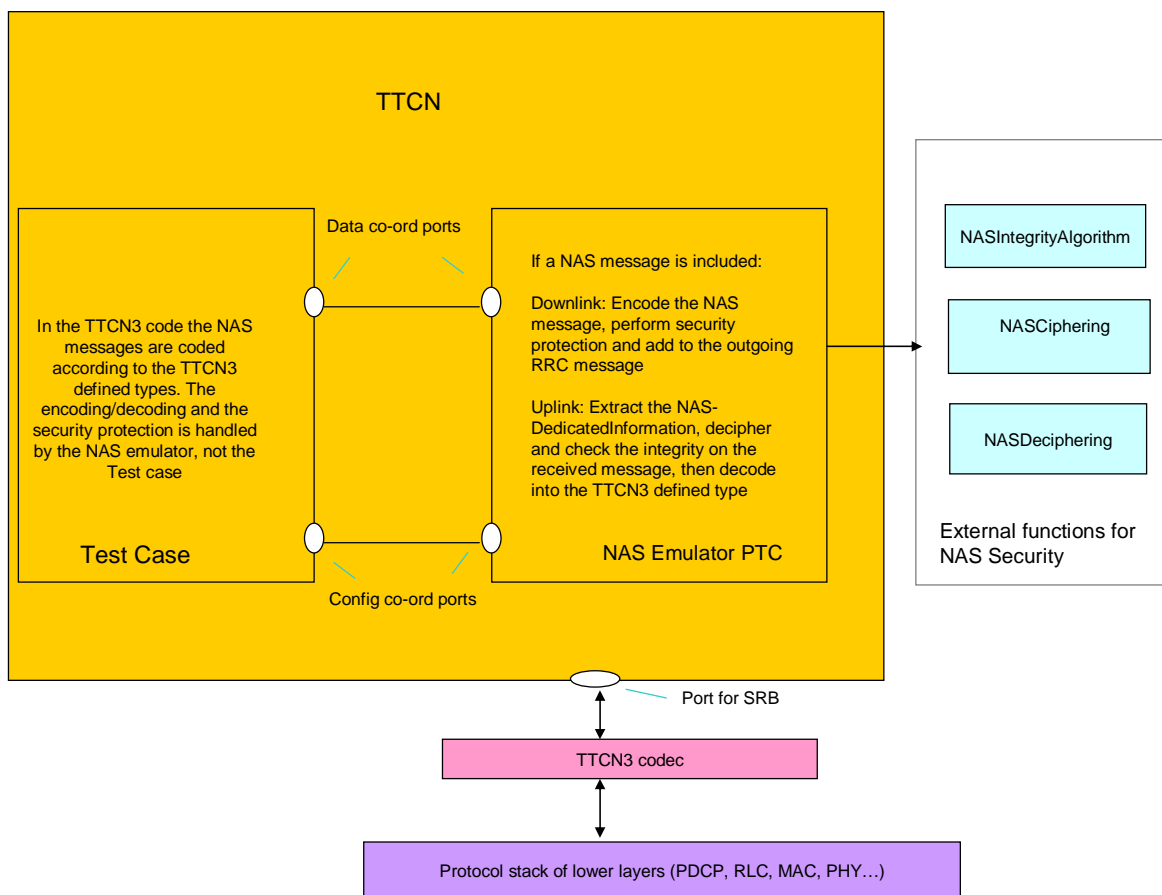 TTCN
Data co-ord ports
In the TTCN3 code the NAS
messages are coded
according to the TTCN3
defined types. The
encoding/decoding and the
security protection is handled
by the NAS emulator, not the
Test case
Test Case
Config co-ord ports
If a NAS message is included:
Downlink: Encode the NAS
message, perform security
protection and add to the outgoing
RRC message
Uplink: Extract the NAS-
DedicatedInformation, decipher
and check the integrity on the
received message, then decode
into the TTCN3 defined type
NAS Emulator PTC
NASIntegrityAlgorithm
NASCiphering
NASDeciphering
External functions for
NAS Security
Port for SRB
TTCN3 codec
Protocol stack of lower layers (PDCP, RLC, MAC, PHY…)